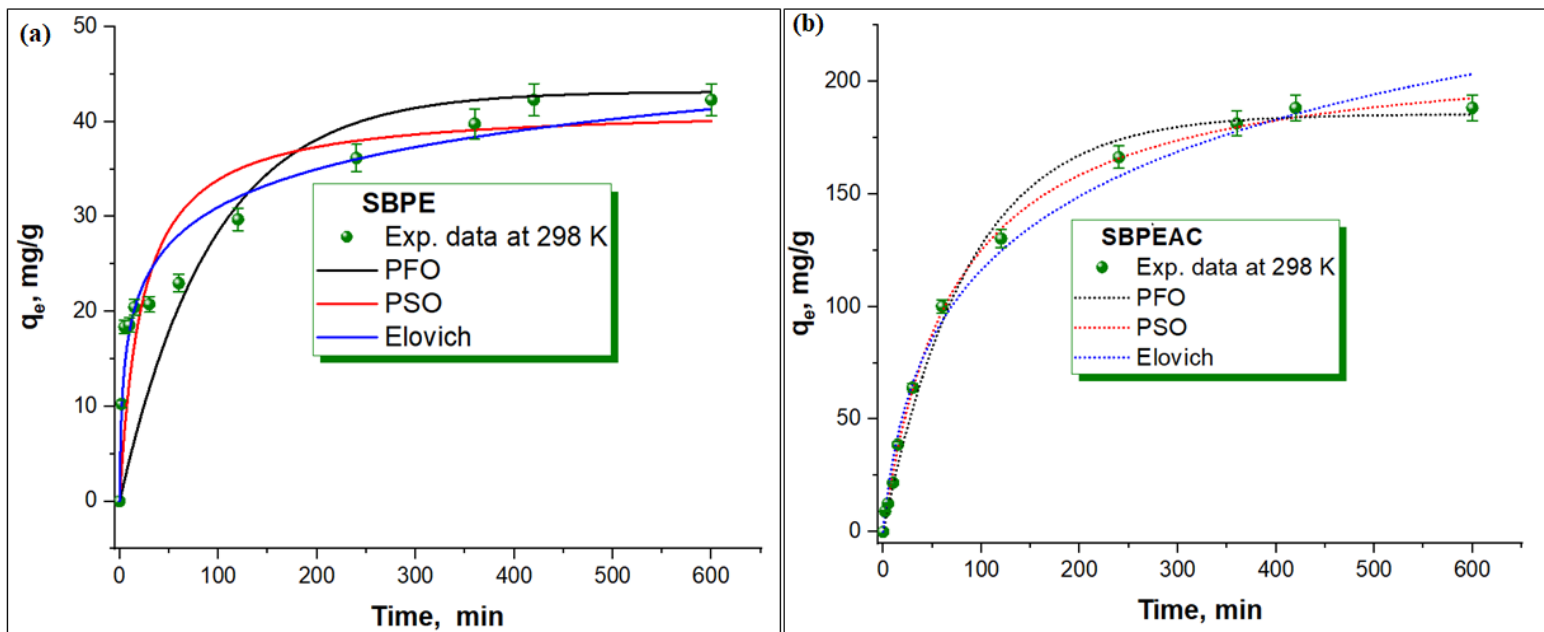 (a)
50
40
30
20
10
0
qe, mg/g
SBPE
Exp. data at 298 K
PFO
PSO
Elovich
0 100 200 300 400 500 600
Time, min
(b)
200
150
100
50
0
qe, mg/g
SBPEAC
Exp. data at 298 K
PFO
PSO
Elovich
0 100 200 300 400 500 600
Time, min